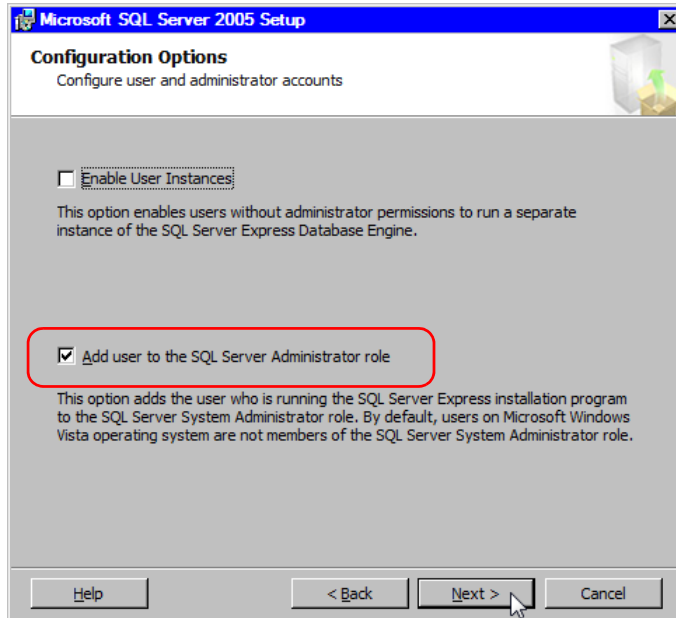 Microsoft SQL Server 2005 Setup
Configuration Options
Configure user and administrator accounts
Enable User Instances
This option enables users without administrator permissions to run a separate
instance of the SQL Server Express Database Engine.
Add user to the SQL Server Administrator role
This option adds the user who is running the SQL Server Express installation program
to the SQL Server System Administrator role. By default, users on Microsoft Windows
Vista operating system are not members of the SQL Server System Administrator role.
Help
< Back
Next >
Cancel